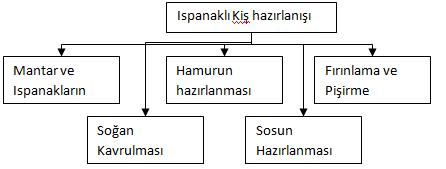 Ispanaklı Kiş hazırlanışı
Mantar ve
Ispanakların
Hamurun
hazırlanması
Fırınlama ve
Pişirme
Soğan
Kavrulması
Sosun
Hazırlanması